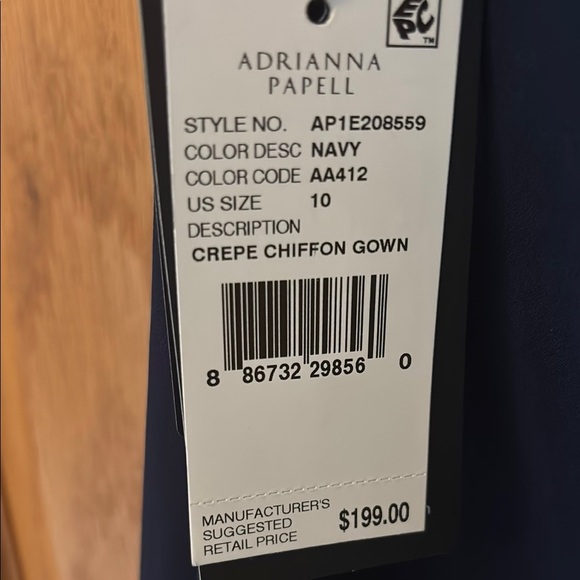 EPC
TM
ADRIANNA
PAPELL
STYLE NO. AP1E208559
COLOR DESC NAVY
COLOR CODE AA412
US SIZE 10
DESCRIPTION
CREPE CHIFFON GOWN
8 86732 29856 0
MANUFACTURER'S
SUGGESTED
RETAIL PRICE
$199.00